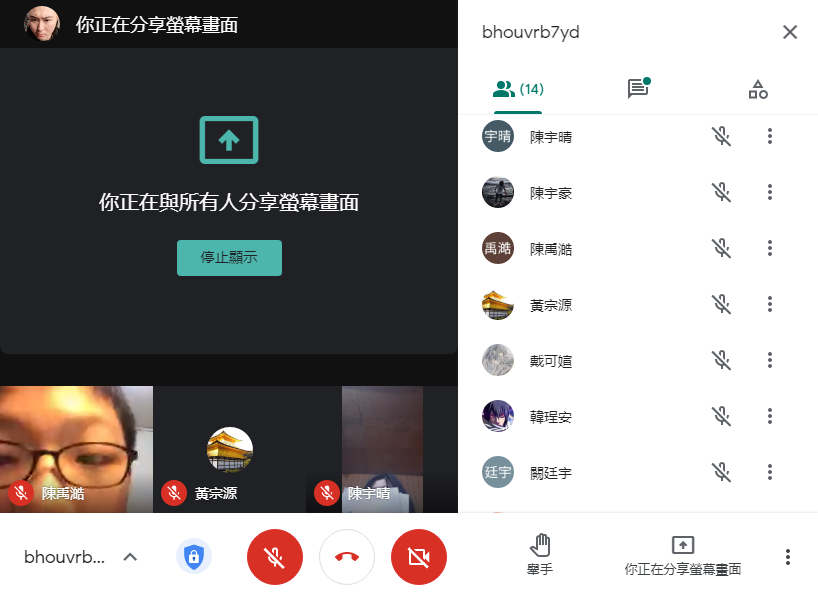 你正在分享螢幕畫面
你正在與所有人分享螢幕畫面
停止顯示
陳禹澔
黃宗源
陳宇晴
bhouvrb...
bhouvrb7yd
(14)
宇晴 陳宇晴
陳宇豪
禹澔 陳禹澔
黃宗源
戴可媗
韓瑆安
廷宇 闕廷宇
舉手
你正在分享螢幕畫面